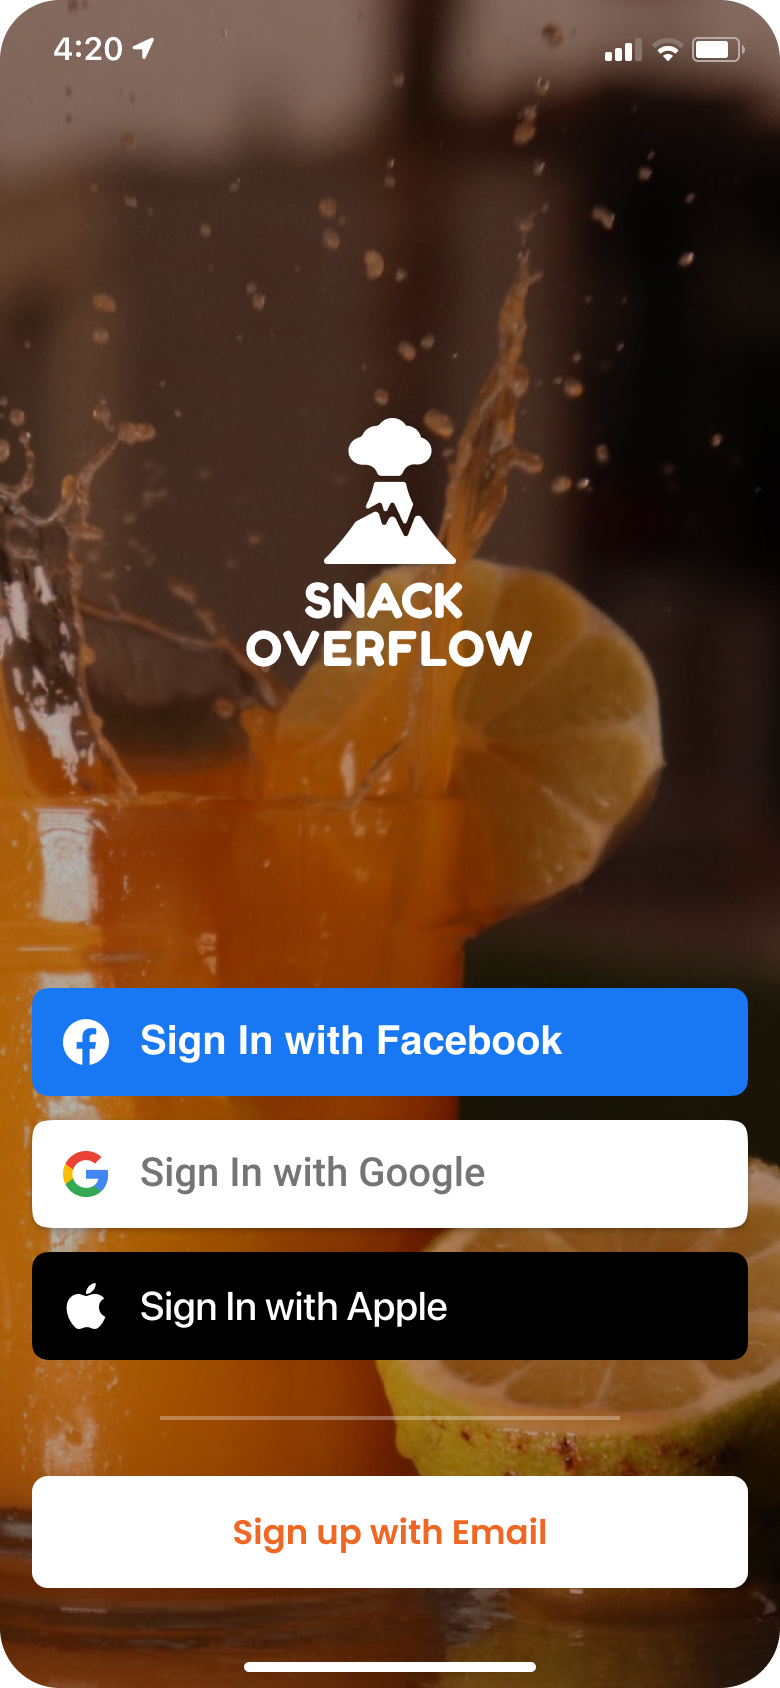 4:20
SNACK
OVERFLOW
Sign In with Facebook
Sign In with Google
Sign In with Apple
Sign up with Email